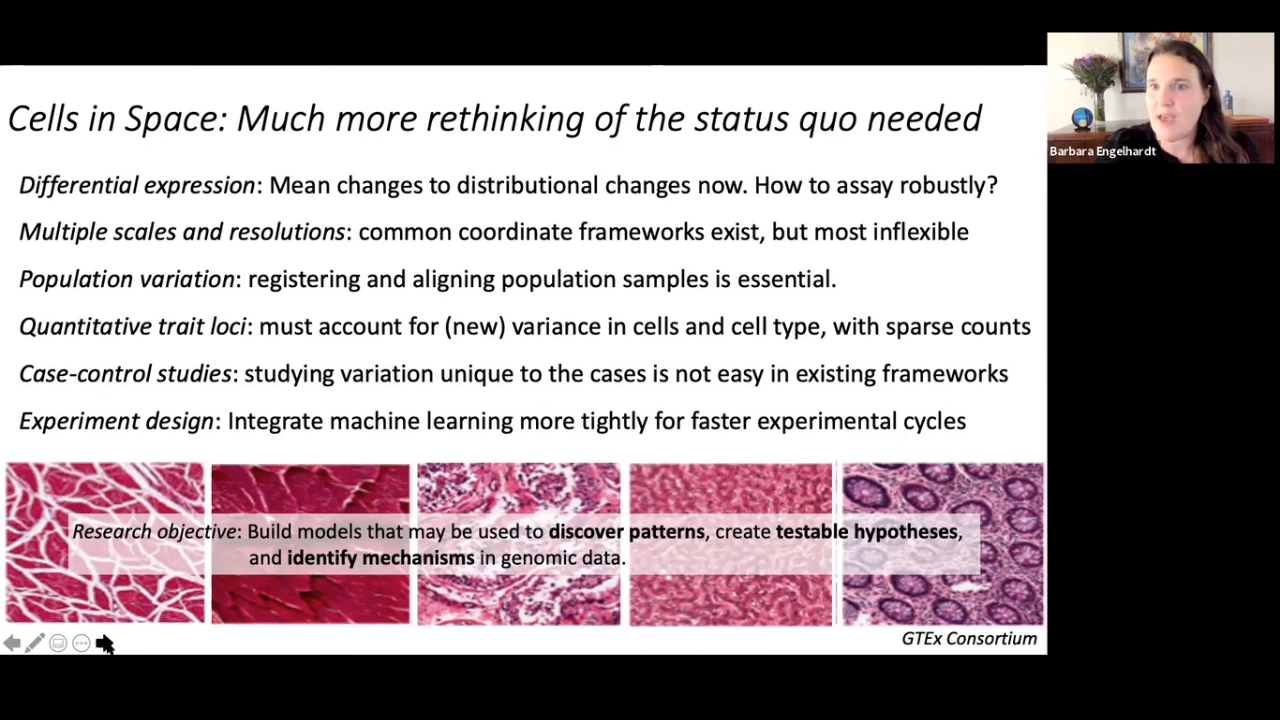 Cells in Space: Much more rethinking of the status quo needed
Barbara Engelhardt
Differential expression: Mean changes to distributional changes now. How to assay robustly?
Multiple scales and resolutions: common coordinate frameworks exist, but most inflexible
Population variation: registering and aligning population samples is essential.
Quantitative trait loci: must account for (new) variance in cells and cell type, with sparse counts
Case-control studies: studying variation unique to the cases is not easy in existing frameworks
Experiment design: Integrate machine learning more tightly for faster experimental cycles
Research objective: Build models that may be used to discover patterns, create testable hypotheses,
and identify mechanisms in genomic data.
GTEx Consortium